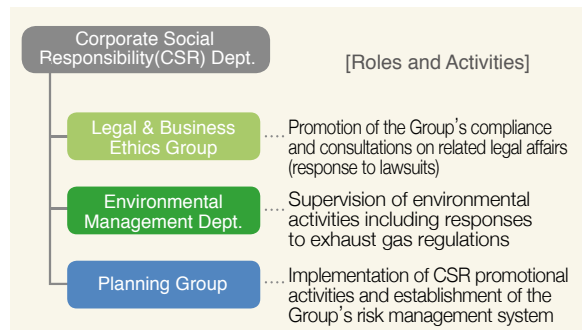 Corporate Social
Responsibility(CSR) Dept.
[Roles and Activities]
Legal & Business
Ethics Group
Promotion of the Group's compliance
and consultations on related legal affairs
(response to lawsuits)
Environmental
Management Dept.
Supervision of environmental
activities including responses
to exhaust gas regulations
Planning Group
Implementation of CSR promotional
activities and establishment of the
Group's risk management system